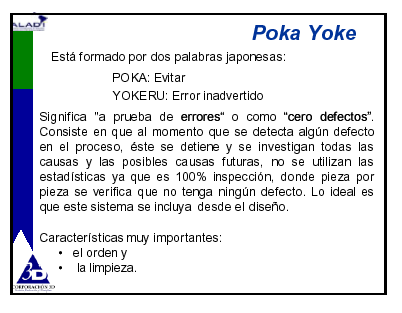 ALADI
Poka Yoke
Está formado por dos palabras japonesas:
POKA: Evitar
YOKERU: Error inadvertido
Significa "a prueba de errores“ o como “cero defectos”.
Consiste en que al momento que se detecta algún defecto
en el proceso, éste se detiene y se investigan todas las
causas y las posibles causas futuras, no se utilizan las
estadísticas ya que es 100% inspección, donde pieza por
pieza se verifica que no tenga ningún defecto. Lo ideal es
que este sistema se incluya desde el diseño.
Características muy importantes:
• el orden y
• la limpieza.
3D
CORPORACIÓN 3D